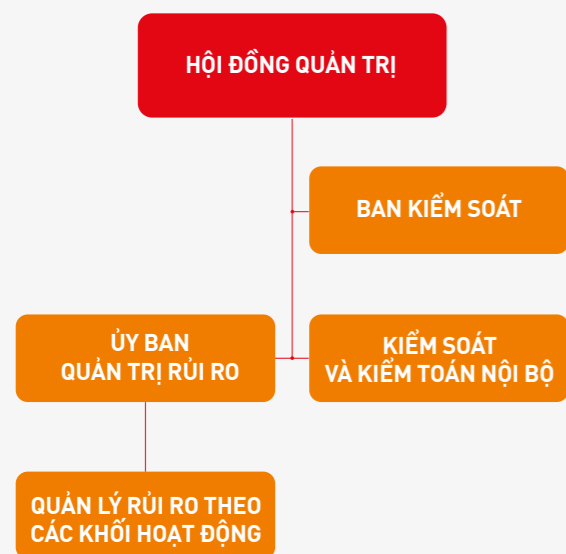 HỘI ĐỒNG QUẢN TRỊ
BAN KIỂM SOÁT
ỦY BAN
QUẢN TRỊ RỦI RO
KIỂM SOÁT
VÀ KIỂM TOÁN NỘI BỘ
QUẢN LÝ RỦI RO THEO
CÁC KHỐI HOẠT ĐỘNG